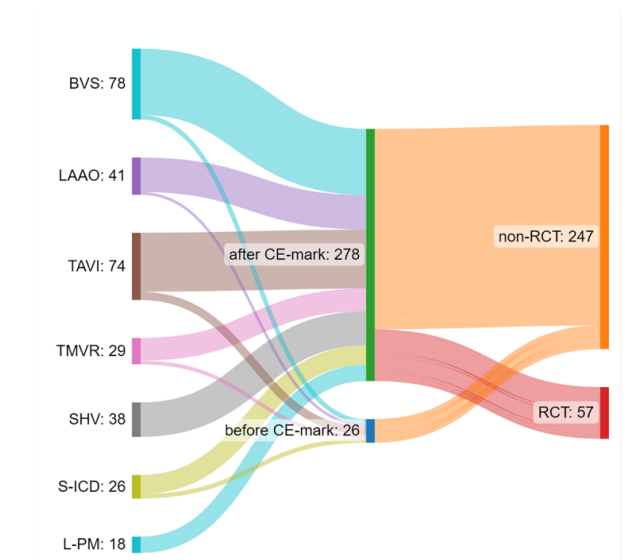 BVS: 78
LAAO: 41
TAVI: 74
TMVR: 29
SHV: 38
S-ICD: 26
L-PM: 18
after CE-mark: 278
before CE-mark: 26
non-RCT: 247
RCT: 57